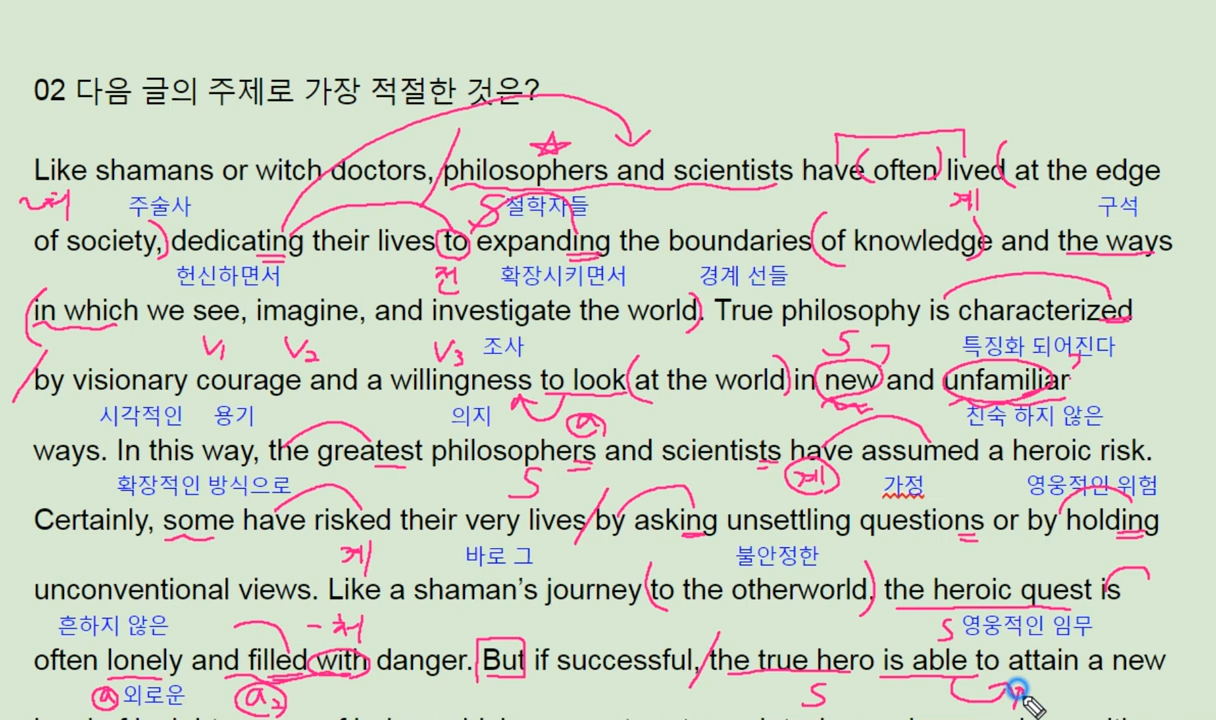 02 다음 글의 주제로 가장 적절한 것은?
Like shamans or witch doctors, philosophers and scientists have often lived at the edge
~처 주술사 철학자들 계 구석
of society, dedicating their lives to expanding the boundaries of knowledge and the ways
헌신하면서 전 확장시키면서 경계 선들
in which we see, imagine, and investigate the world. True philosophy is characterized
V1 V2 V3 조사 S 특징화 되어진다
by visionary courage and a willingness to look at the world in new and unfamiliar
시각적인 용기 의지 a 친숙 하지 않은
ways. In this way, the greatest philosophers and scientists have assumed a heroic risk.
확장적인 방식으로 S 계 가정 영웅적인 위험
Certainly, some have risked their very lives by asking unsettling questions or by holding
계 바로 그 불안정한
unconventional views. Like a shaman’s journey to the otherworld, the heroic quest is
흔하지 않은 ~처 S 영웅적인 임무
often lonely and filled with danger. But if successful, the true hero is able to attain a new
a 외로운 a2 S